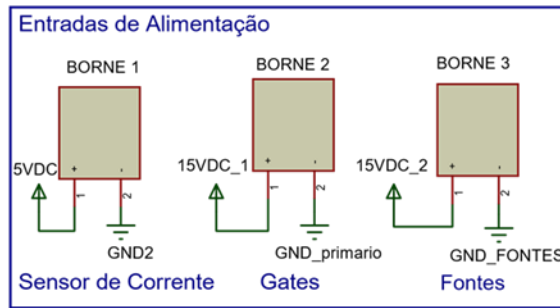 Entradas de Alimentação
BORNE 1
BORNE 2
BORNE 3
5VDC
+
-
15VDC_1
+
-
15VDC_2
+
-
1
2
1
2
1
2
GND2
GND_primario
GND_FONTES
Sensor de Corrente
Gates
Fontes